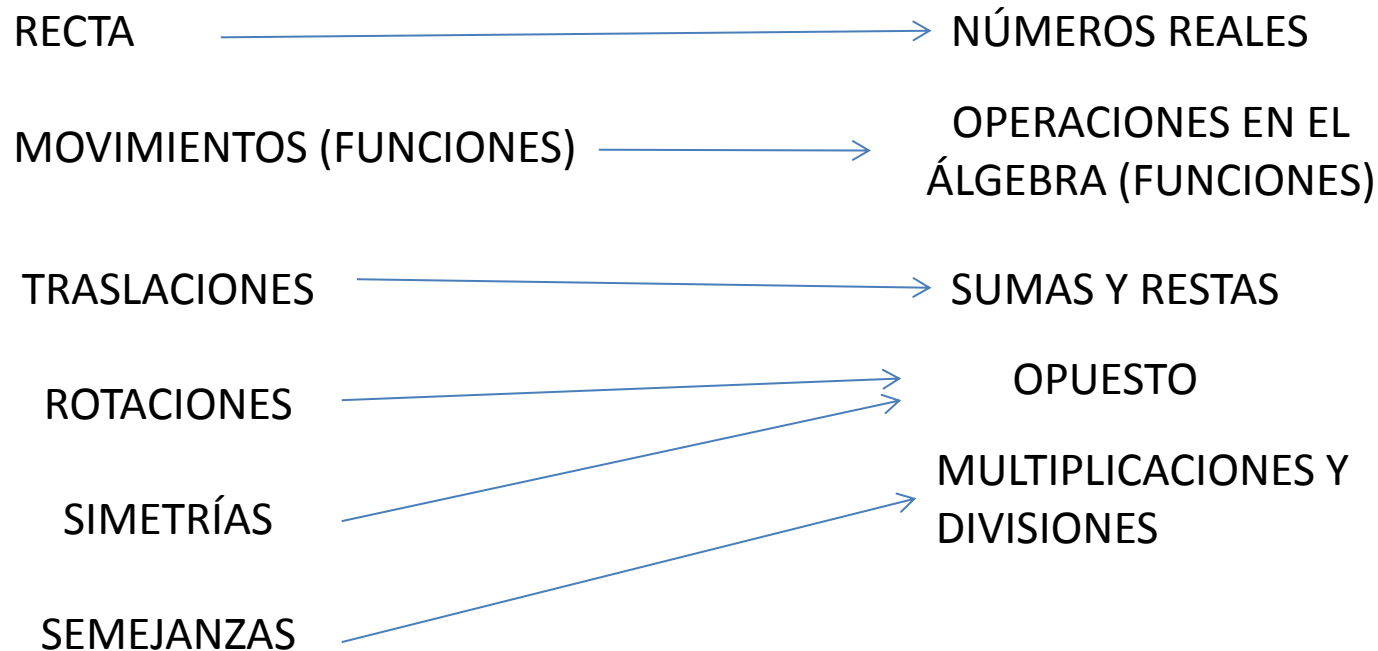 RECTA
NÚMEROS REALES
MOVIMIENTOS (FUNCIONES)
OPERACIONES EN EL
ÁLGEBRA (FUNCIONES)
TRASLACIONES
SUMAS Y RESTAS
ROTACIONES
OPUESTO
SIMETRÍAS
MULTIPLICACIONES Y
DIVISIONES
SEMEJANZAS